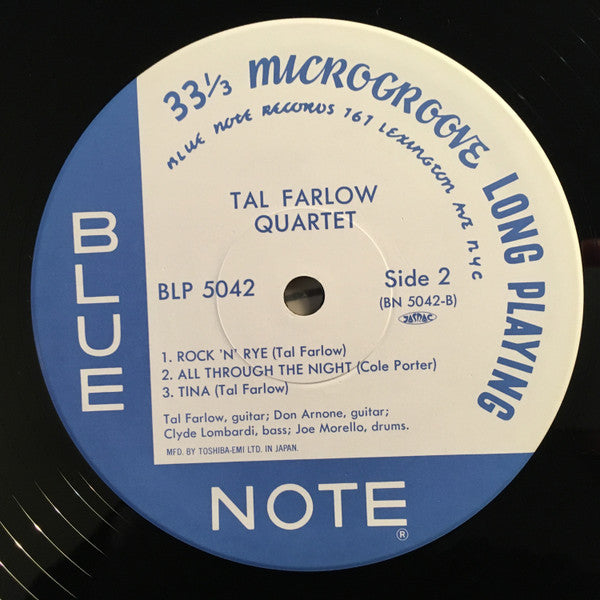 33 1/3 MICROGROOVE LONG PLAYING
BLUE NOTE RECORDS 767 LEXINGTON AVE NYC
TAL FARLOW
QUARTET
BLP 5042
Side 2
(BN 5042-B)
JASRAC
1. ROCK 'N' RYE (Tal Farlow)
2. ALL THROUGH THE NIGHT (Cole Porter)
3. TINA (Tal Farlow)
Tal Farlow, guitar; Don Arnone, guitar;
Clyde Lombardi, bass; Joe Morello, drums.
MFD. BY TOSHIBA-EMI LTD. IN JAPAN.
BLUE
NOTE
®